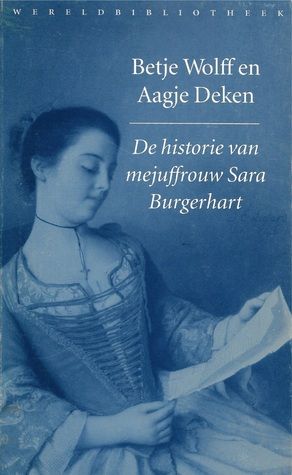 WERELDBIBLIOTHEEK
Betje Wolff en
Aagje Deken
De historie van
mejuffrouw Sara
Burgerhart